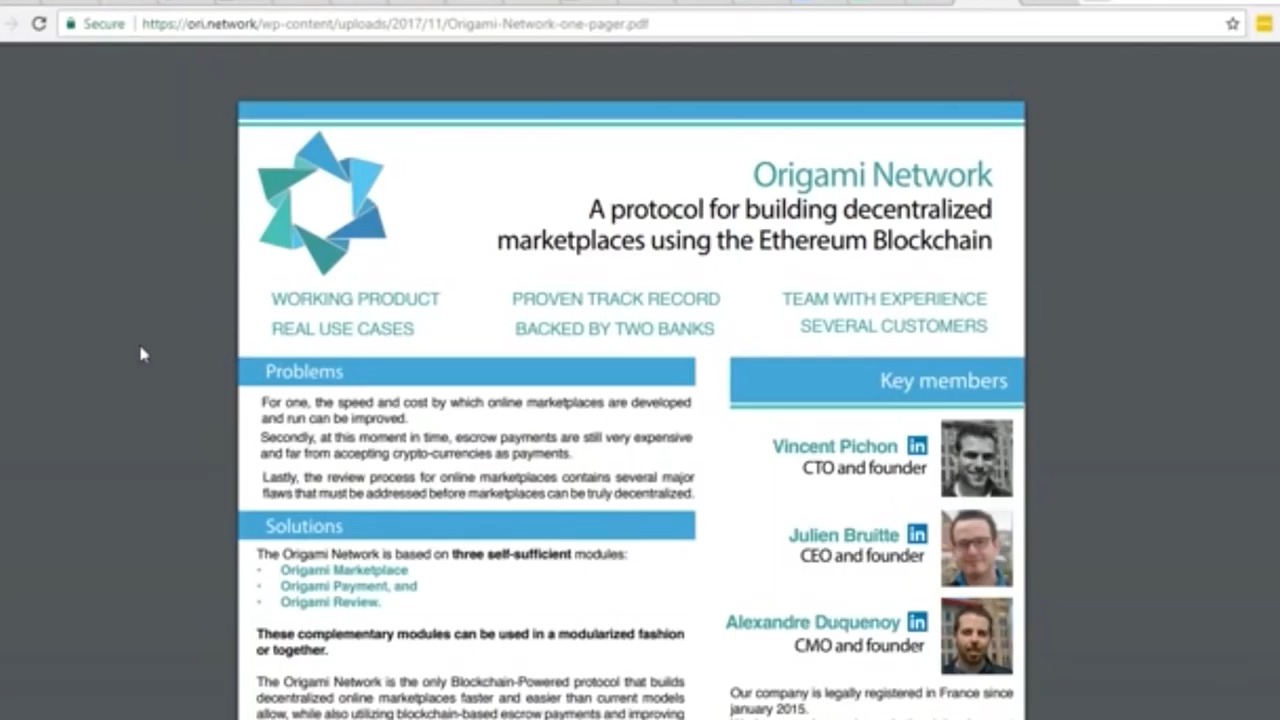 Secure
https://ori.network/wp-content/uploads/2017/11/Origami-Network-one-pager.pdf
Origami Network
A protocol for building decentralized
marketplaces using the Ethereum Blockchain
WORKING PRODUCT
PROVEN TRACK RECORD
TEAM WITH EXPERIENCE
REAL USE CASES
BACKED BY TWO BANKS
SEVERAL CUSTOMERS
Problems
For one, the speed and cost by which online marketplaces are developed
and run can be improved.
Secondly, at this moment in time, escrow payments are still very expensive
and far from accepting crypto-currencies as payments.
Lastly, the review process for online marketplaces contains several major
flaws that must be addressed before marketplaces can be truly decentralized.
Solutions
The Origami Network is based on three self-sufficient modules:
· Origami Marketplace
· Origami Payment, and
· Origami Review.
These complementary modules can be used in a modularized fashion
or together.
The Origami Network is the only Blockchain-Powered protocol that builds
decentralized online marketplaces faster and easier than current models
allow, while also utilizing blockchain-based escrow payments and improving
Key members
Vincent Pichon in
CTO and founder
Julien Bruitte in
CEO and founder
Alexandre Duquenoy in
CMO and founder
Our company is legally registered in France since
january 2015.